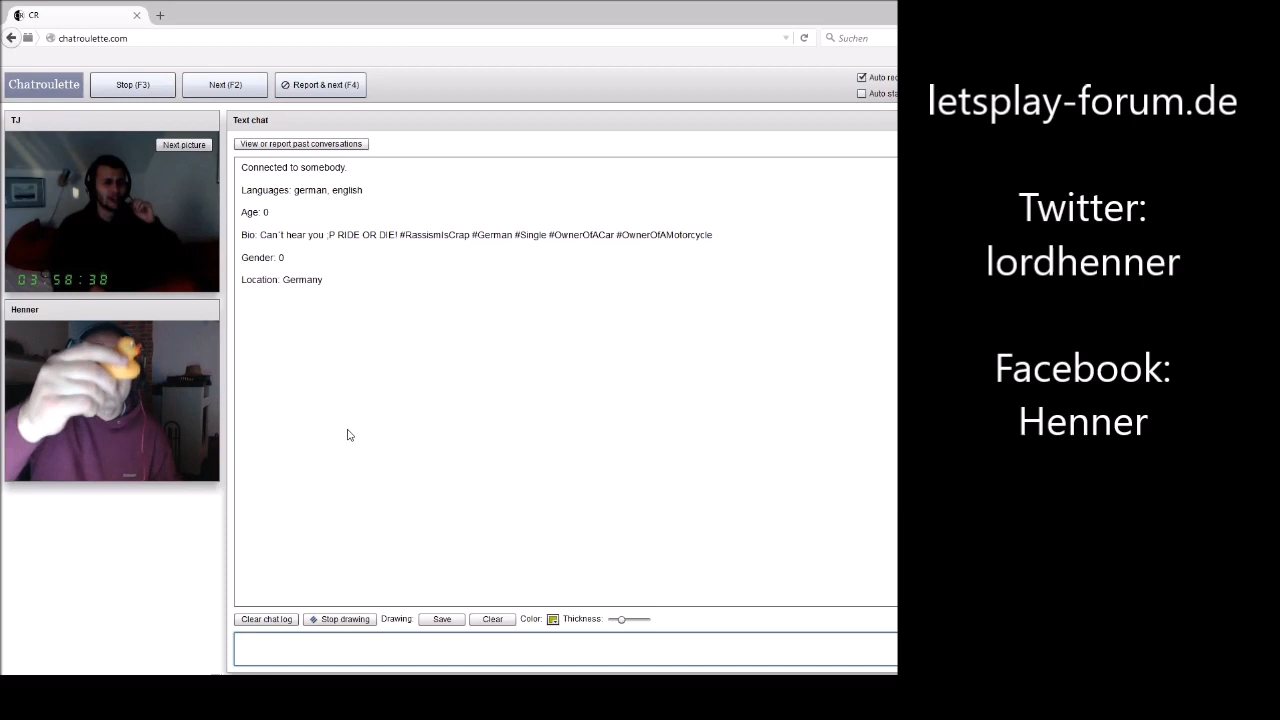 CR
chatroulette.com
Suchen
Chatroulette
Stop (F3)
Next (F2)
Report & next (F4)
Auto
Auto
TJ
Next picture
03:58:38
Henner
Text chat
View or report past conversations
Connected to somebody.
Languages: german, english
Age: 0
Bio: Can´t hear you ;P RIDE OR DIE! #RassismIsCrap #German #Single #OwnerOfACar #OwnerOfAMotorcycle
Gender: 0
Location: Germany
Clear chat log
Stop drawing
Drawing:
Save
Clear
Color:
Thickness:
letsplay-forum.de
Twitter:
lordhenner
Facebook:
Henner